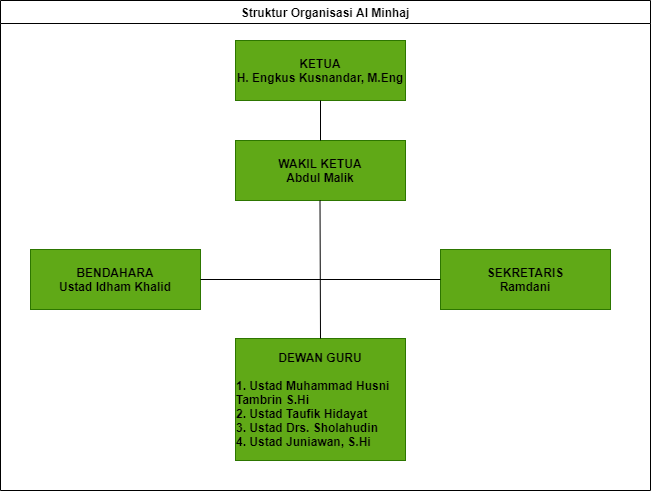 Struktur Organisasi Al Minhaj
KETUA
H. Engkus Kusnandar, M.Eng
WAKIL KETUA
Abdul Malik
BENDAHARA
Ustad Idham Khalid
SEKRETARIS
Ramdani
DEWAN GURU
1. Ustad Muhammad Husni
Tambrin S.Hi
2. Ustad Taufik Hidayat
3. Ustad Drs. Sholahudin
4. Ustad Juniawan, S.Hi